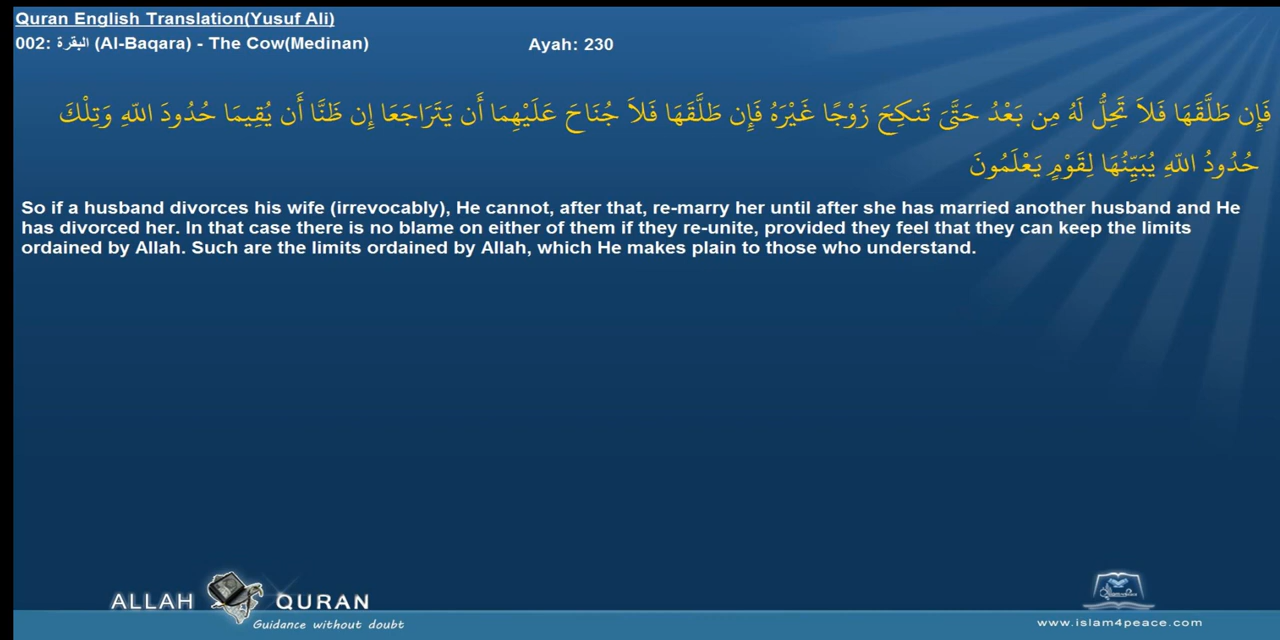 Quran English Translation(Yusuf Ali)
002: البقرة (Al-Baqara) - The Cow(Medinan)
Ayah: 230
فَإِن طَلَّقَهَا فَلاَ تَحِلُّ لَهُ مِن بَعْدُ حَتَّىَ تَنكِحَ زَوْجًا غَيْرَهُ فَإِن طَلَّقَهَا فَلاَ جُنَاحَ عَلَيْهِمَا أَن يَتَرَاجَعَا إِن ظَنَّا أَن يُقِيمَا حُدُودَ اللّهِ وَتِلْكَ
حُدُودُ اللّهِ يُبَيِّنُهَا لِقَوْمٍ يَعْلَمُونَ
So if a husband divorces his wife (irrevocably), He cannot, after that, re-marry her until after she has married another husband and He
has divorced her. In that case there is no blame on either of them if they re-unite, provided they feel that they can keep the limits
ordained by Allah. Such are the limits ordained by Allah, which He makes plain to those who understand.
ALLAH QURAN
Guidance without doubt
www.islam4peace.com